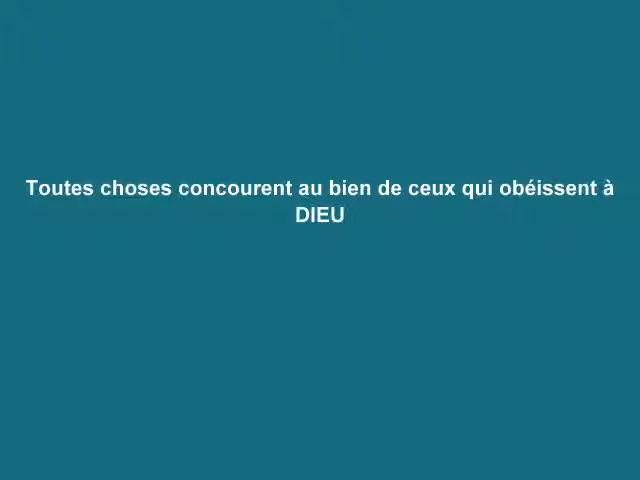 Toutes choses concourent au bien de ceux qui obéissent à
DIEU